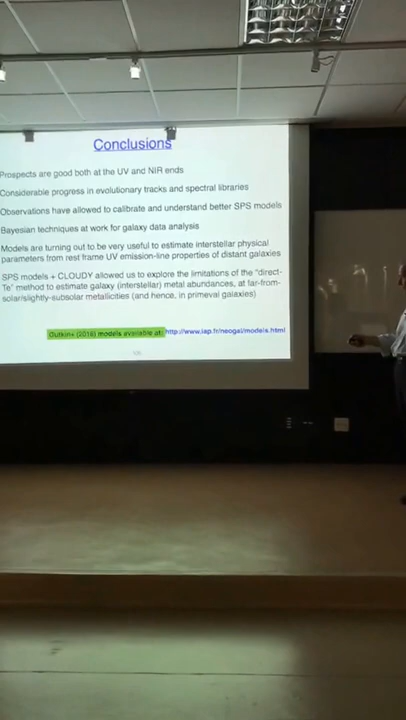 Conclusions
Prospects are good both at the UV and NIR ends
Considerable progress in evolutionary tracks and spectral libraries
Observations have allowed to calibrate and understand better SPS models
Bayesian techniques at work for galaxy data analysis
Models are turning out to be very useful to estimate interstellar physical
parameters from rest frame UV emission-line properties of distant galaxies
SPS models + CLOUDY allowed us to explore the limitations of the "direct-
Te' method to estimate galaxy (interstellar) metal abundances, at far-from-
solar/slightly-subsolar metallicities (and hence, in primeval galaxies)
(2016) models available at: http://www.iap.fr/neogal/models.html